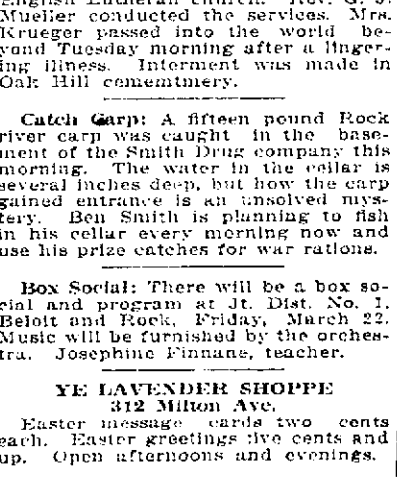 English Lutheran church. Rev. G. J.
Mueller conducted the services. Mrs.
Krueger passed into the world be-
yond Tuesday morning after a linger-
ing illness. Interment was made in
Oak Hill cememtmery.
Catch Carp: A fifteen pound Rock
river carp was caught in the base-
ment of the Smith Drug company this
morning. The water in the cellar is
several inches deep, but how the carp
gained entrance is an unsolved mys-
tery. Ben Smith is planning to fish
in his cellar every morning now and
use his prize catches for war rations.
Box Social: There will be a box so-
cial and program at Jt. Dist. No. 1,
Beloit and Rock, Friday, March 22.
Music will be furnished by the orches-
tra. Josephine Finnane, teacher.
YE LAVENDER SHOPPE
312 Milton Ave.
Easter message cards two cents
each. Easter greetings five cents and
up. Open afternoons and evenings.